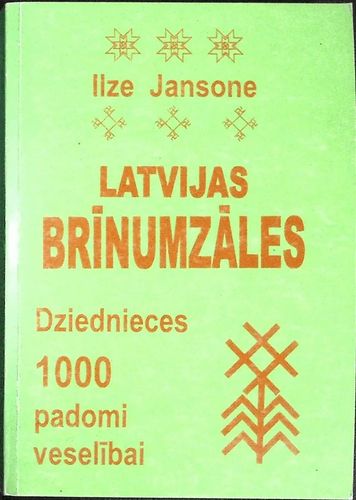 Ilze Jansone
LATVIJAS
BRĪNUMZĀLES
Dziednieces
1000
padomi
veselībai